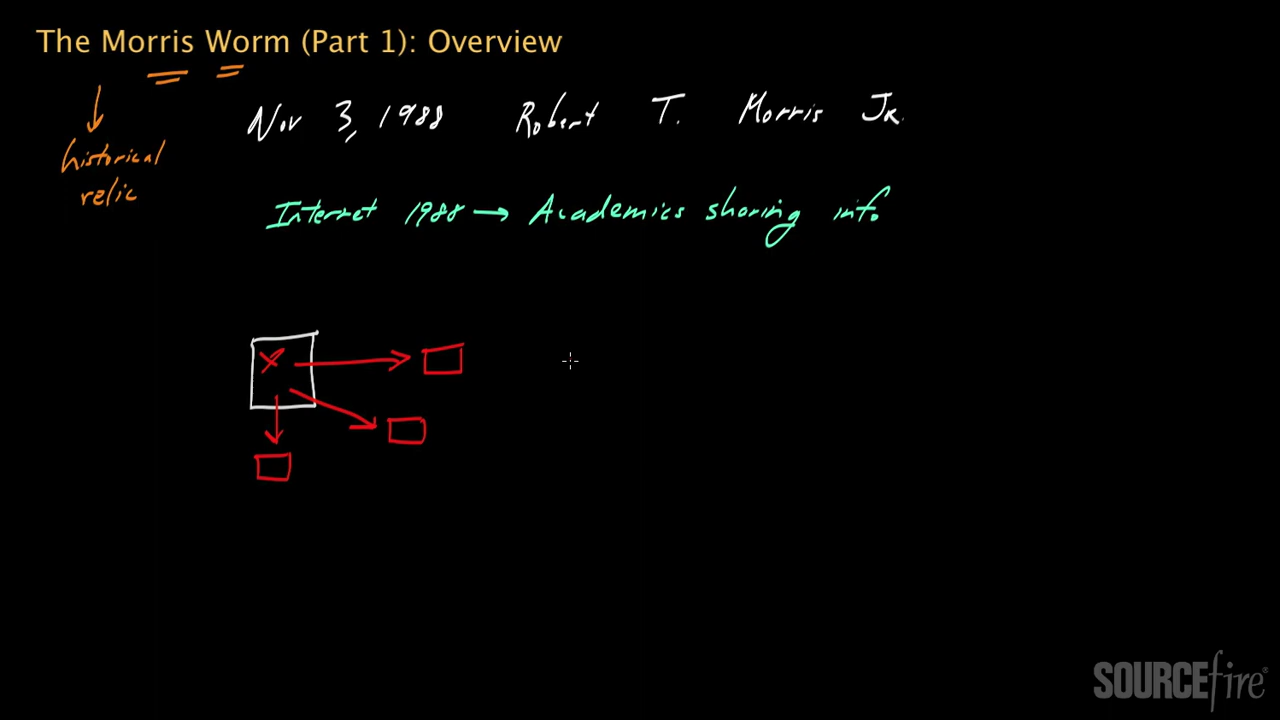 The Morris Worm (Part 1): Overview
Nov 3, 1988 Robert T. Morris Jr.
historical
relic
Internet 1988 → Academics sharing info
SOURCEfire®